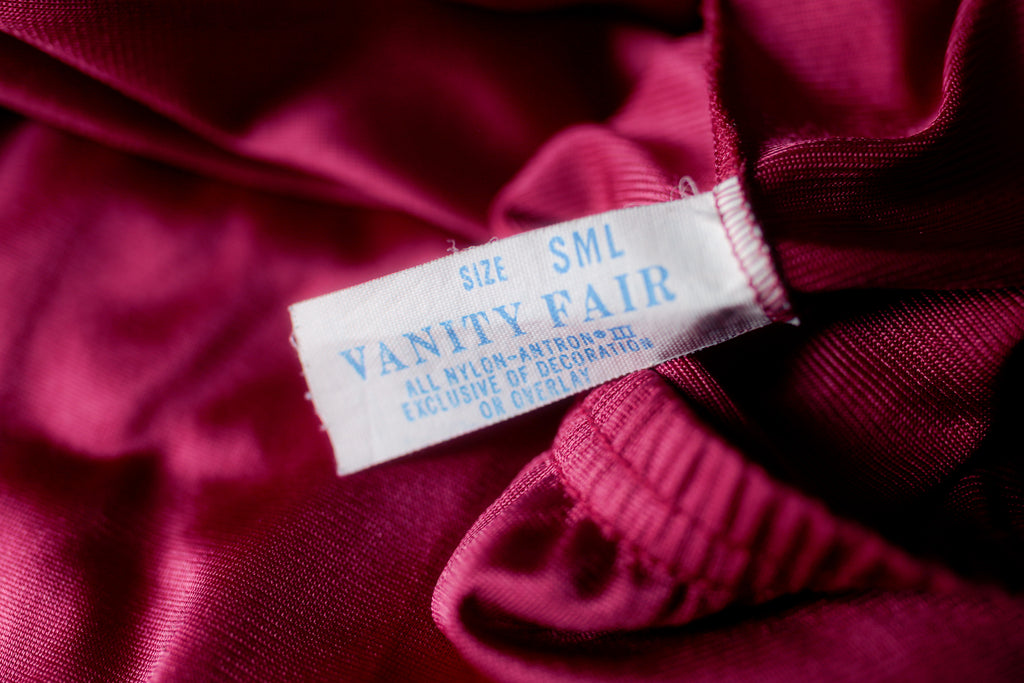 SIZE SML
VANITY FAIR
ALL NYLON-ANTRON® III
EXCLUSIVE OF DECORATION
OR OVERLAY